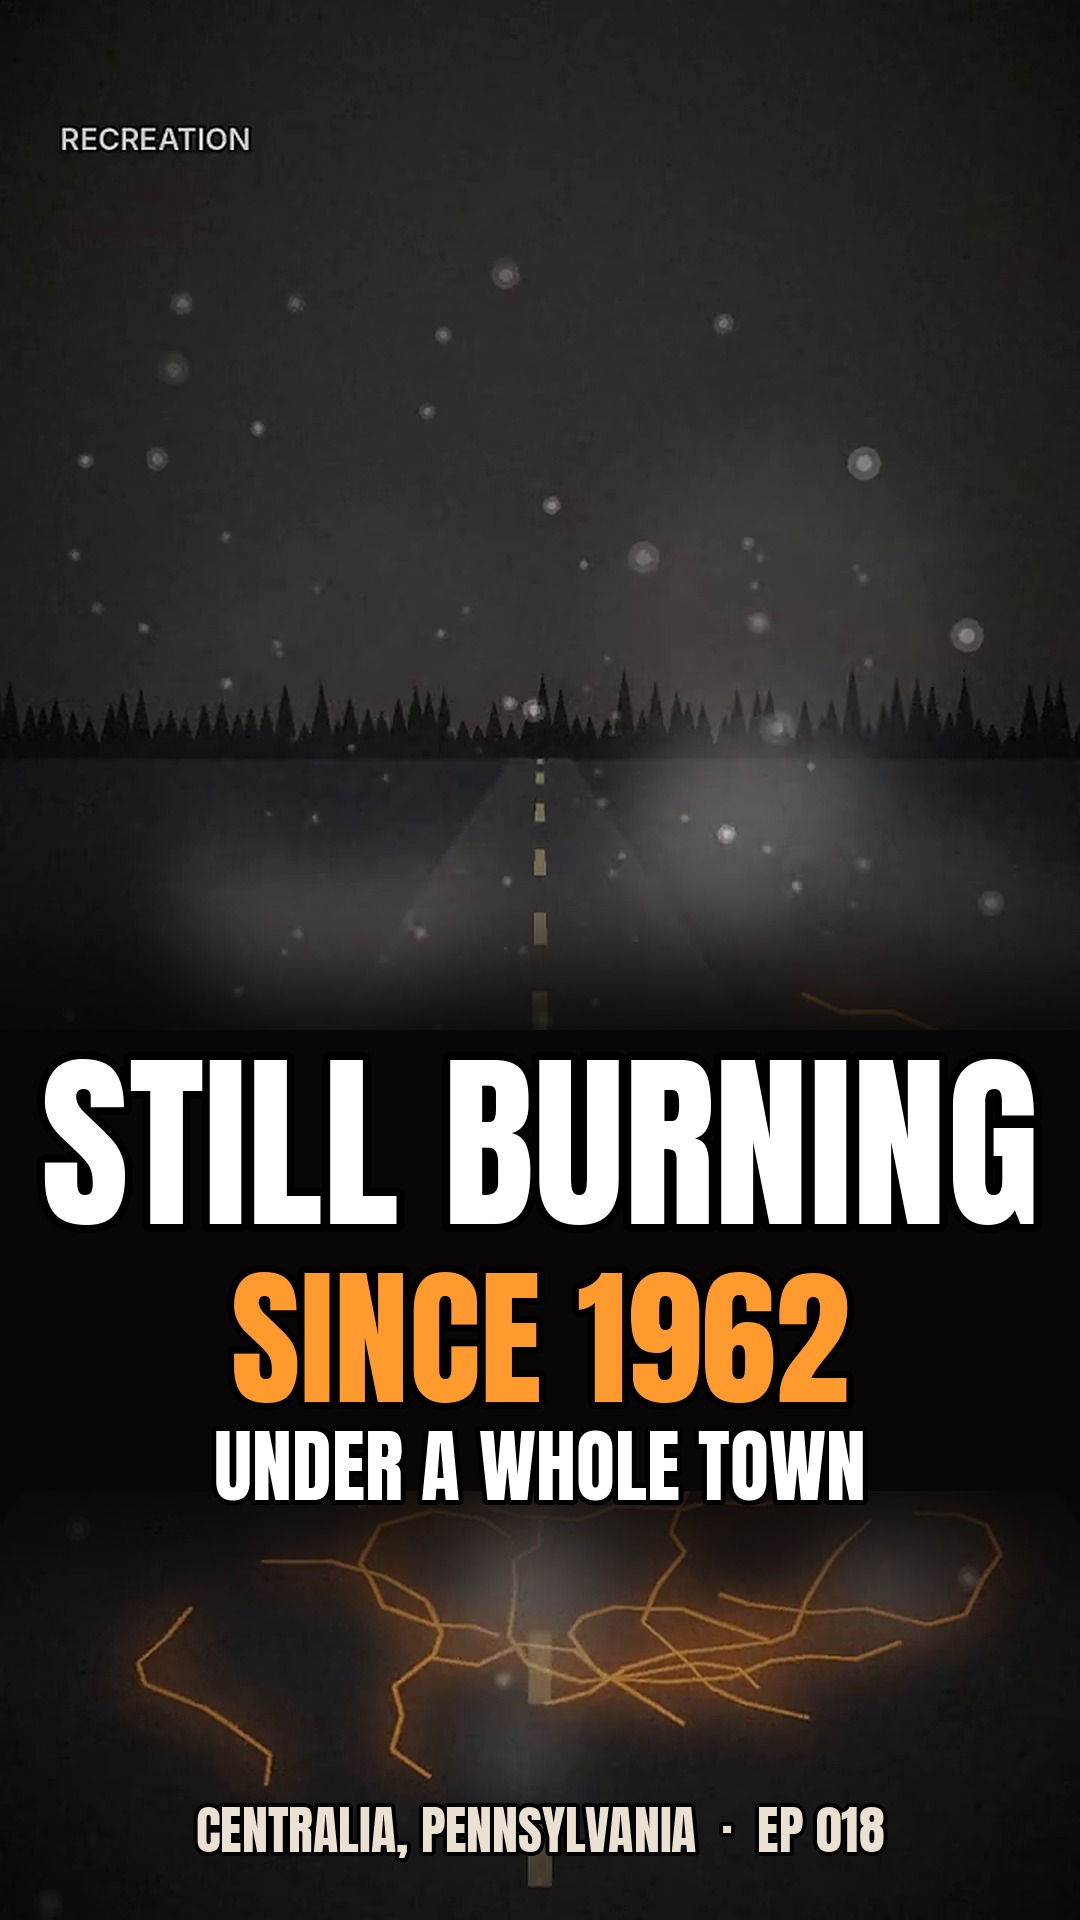 RECREATION
STILL BURNING
SINCE 1962
UNDER A WHOLE TOWN
CENTRALIA, PENNSYLVANIA · EP 018